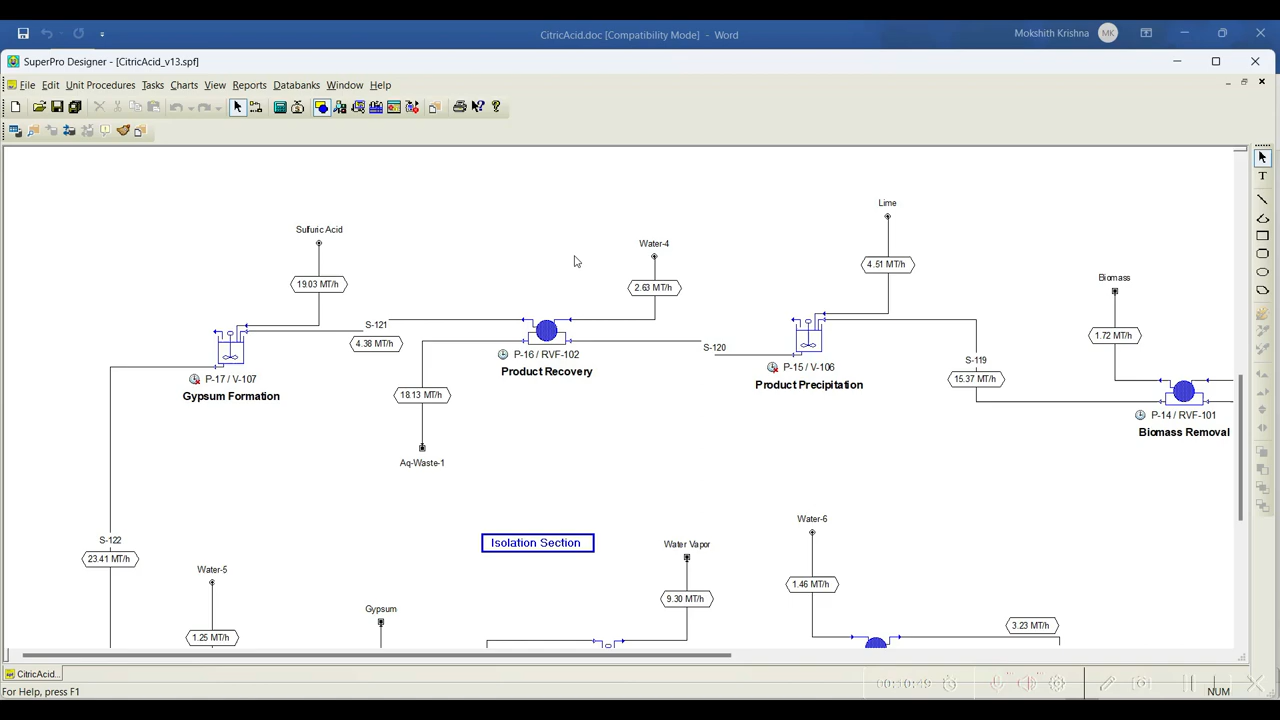 CitricAcid.doc [Compatibility Mode] - Word
Mokshith Krishna
MK
SuperPro Designer - [CitricAcid_v13.spf]
File Edit Unit Procedures Tasks Charts View Reports Databanks Window Help
Lime
Sulfuric Acid
Water-4
4.51 MT/h
Biomass
19.03 MT/h
2.63 MT/h
S-121
1.72 MT/h
4.38 MT/h
S-120
P-16 / RVF-102
Product Recovery
S-119
P-17 / V-107
Gypsum Formation
P-15 / V-106
Product Precipitation
15.37 MT/h
18.13 MT/h
P-14 / RVF-101
Biomass Removal
Aq-Waste-1
Water-6
S-122
Isolation Section
Water Vapor
23.41 MT/h
Water-5
1.46 MT/h
9.30 MT/h
Gypsum
1.25 MT/h
3.23 MT/h
CitricAcid...
For Help, press F1
00:10:49
NUM